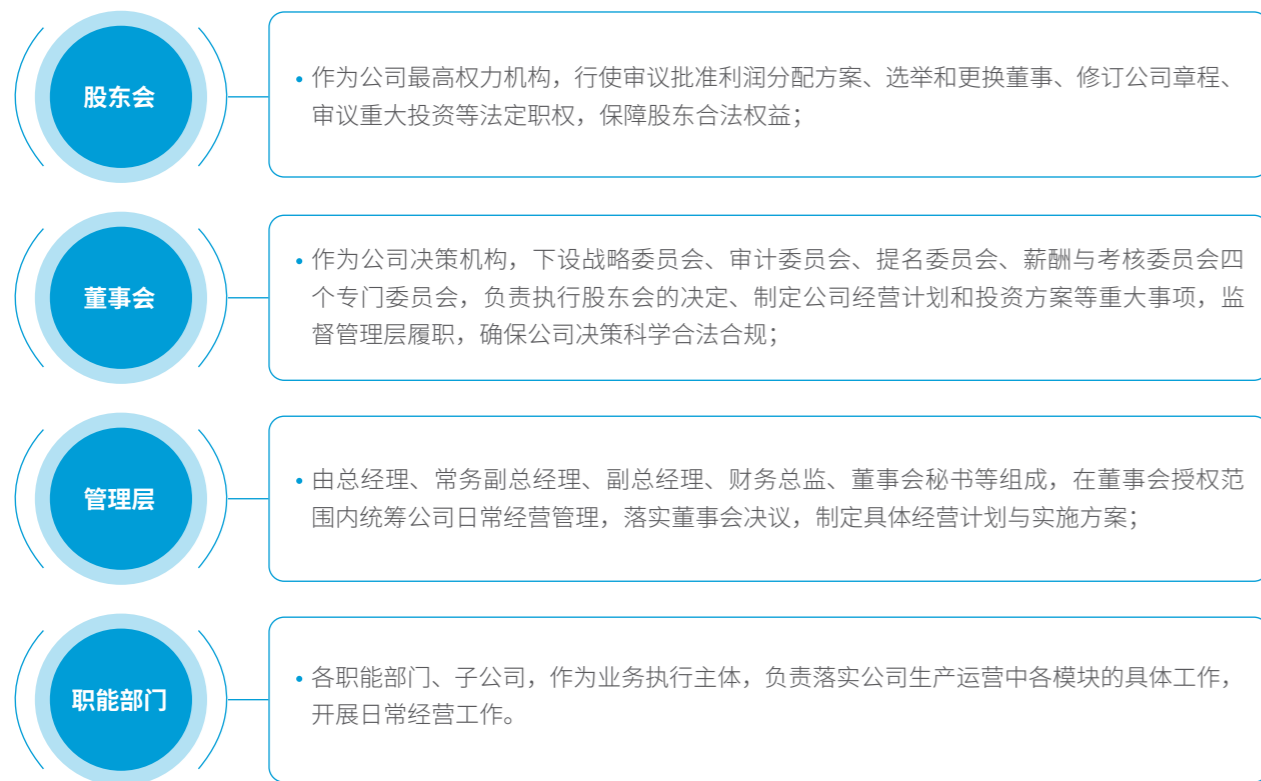 股东会
• 作为公司最高权力机构，行使审议批准利润分配方案、选举和更换董事、修订公司章程、
审议重大投资等法定职权，保障股东合法权益；
董事会
• 作为公司决策机构，下设战略委员会、审计委员会、提名委员会、薪酬与考核委员会四
个专门委员会，负责执行股东会的决定、制定公司经营计划和投资方案等重大事项，监
督管理层履职，确保公司决策科学合法合规；
管理层
• 由总经理、常务副总经理、副总经理、财务总监、董事会秘书等组成，在董事会授权范
围内统筹公司日常经营管理，落实董事会决议，制定具体经营计划与实施方案；
职能部门
• 各职能部门、子公司，作为业务执行主体，负责落实公司生产运营中各模块的具体工作，
开展日常经营工作。